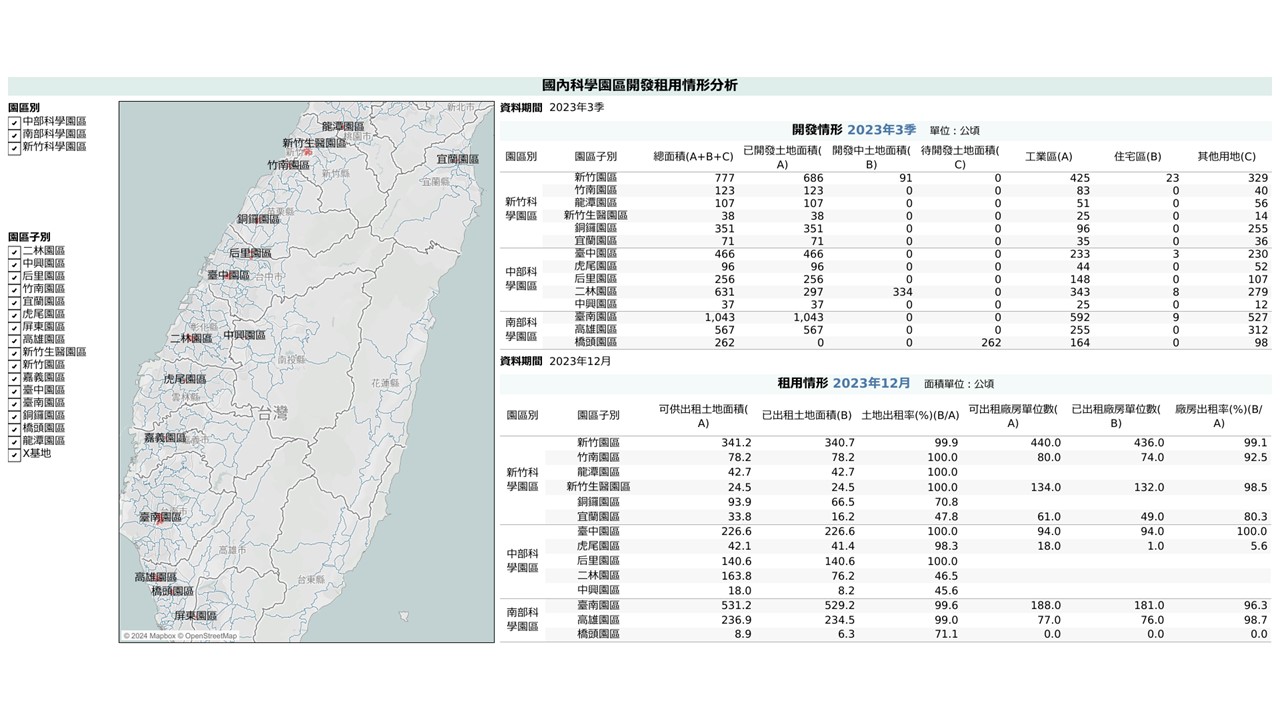 國內科學園區開發租用情形分析
園區別
中部科學園區
南部科學園區
新竹科學園區
園區子別
二林園區
中興園區
后里園區
竹南園區
宜蘭園區
虎尾園區
屏東園區
高雄園區
新竹生醫園區
新竹園區
嘉義園區
臺中園區
臺南園區
銅鑼園區
橋頭園區
龍潭園區
X基地
新北市
龍潭園區
桃園市
新竹生醫園區
竹南園區
新竹縣
宜蘭園區
宜蘭縣
苗栗縣
銅鑼園區
后里園區
臺中園區
台中市
彰化縣
二林園區
中興園區
南投縣
虎尾園區
雲林縣
花蓮縣
台灣
嘉義園區
臺南園區
高雄市
高雄園區
橋頭園區
台東縣
屏東園區
© 2024 Mapbox © OpenStreetMap
資料期間 2023年3季
開發情形 2023年3季 單位：公頃
園區別 園區子別 總面積(A+B+C) 已開發土地面積(A) 開發中土地面積(B) 待開發土地面積(C) 工業區(A) 住宅區(B) 其他用地(C)
新竹科學園區
新竹園區 777 686 91 0 425 23 329
竹南園區 123 123 0 0 83 0 40
龍潭園區 107 107 0 0 51 0 56
新竹生醫園區 38 38 0 0 25 0 14
銅鑼園區 351 351 0 0 96 0 255
宜蘭園區 71 71 0 0 35 0 36
中部科學園區
臺中園區 466 466 0 0 233 3 230
虎尾園區 96 96 0 0 44 0 52
后里園區 256 256 0 0 148 0 107
二林園區 631 297 334 0 343 8 279
中興園區 37 37 0 0 25 0 12
南部科學園區
臺南園區 1,043 1,043 0 0 592 9 527
高雄園區 567 567 0 0 255 0 312
橋頭園區 262 0 0 262 164 0 98
資料期間 2023年12月
租用情形 2023年12月 面積單位：公頃
園區別 園區子別 可供出租土地面積(A) 已出租土地面積(B) 土地出租率(%)(B/A) 可出租廠房單位數(A) 已出租廠房單位數(B) 廠房出租率(%)(B/A)
新竹科學園區
新竹園區 341.2 340.7 99.9 440.0 436.0 99.1
竹南園區 78.2 78.2 100.0 80.0 74.0 92.5
龍潭園區 42.7 42.7 100.0
新竹生醫園區 24.5 24.5 100.0 134.0 132.0 98.5
銅鑼園區 93.9 66.5 70.8
宜蘭園區 33.8 16.2 47.8 61.0 49.0 80.3
中部科學園區
臺中園區 226.6 226.6 100.0 94.0 94.0 100.0
虎尾園區 42.1 41.4 98.3 18.0 1.0 5.6
后里園區 140.6 140.6 100.0
二林園區 163.8 76.2 46.5
中興園區 18.0 8.2 45.6
南部科學園區
臺南園區 531.2 529.2 99.6 188.0 181.0 96.3
高雄園區 236.9 234.5 99.0 77.0 76.0 98.7
橋頭園區 8.9 6.3 71.1 0.0 0.0 0.0